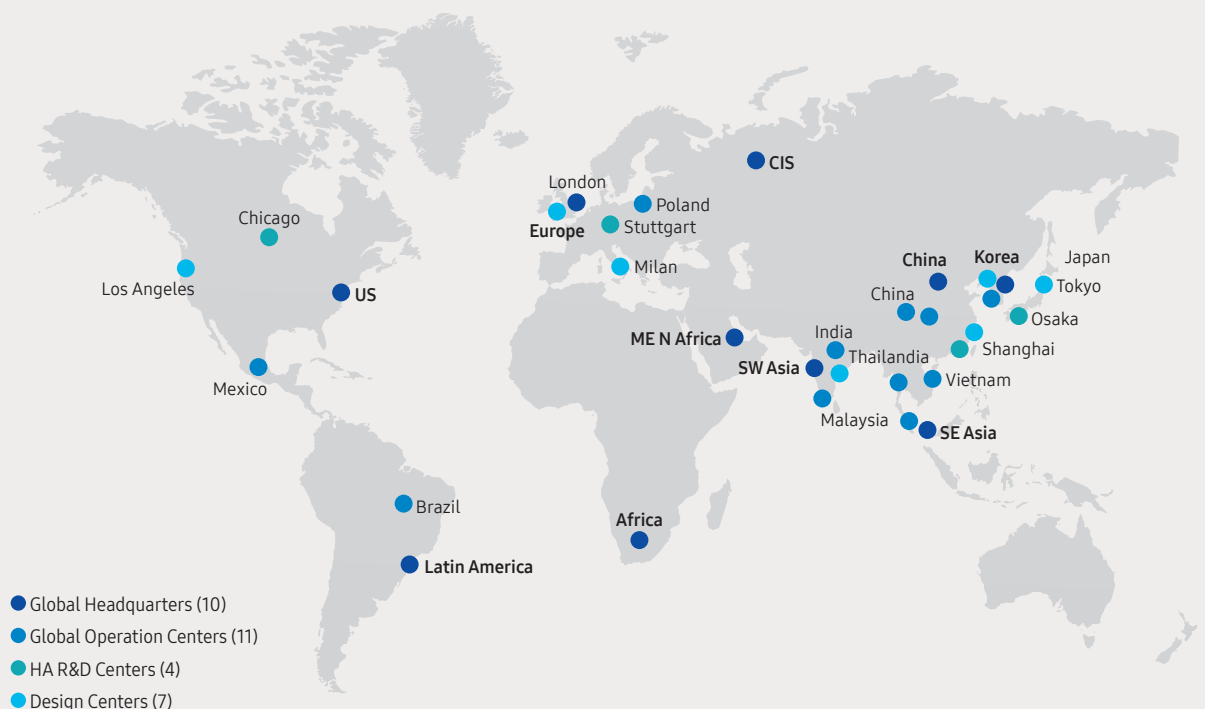 CIS
London
Poland
Chicago
Stuttgart
Europe
China
Korea
Japan
Milan
Los Angeles
US
China
Tokyo
Osaka
India
ME N Africa
Shanghai
Thailandia
SW Asia
Vietnam
Mexico
Malaysia
SE Asia
Brazil
Africa
Latin America
Global Headquarters (10)
Global Operation Centers (11)
HA R&D Centers (4)
Design Centers (7)